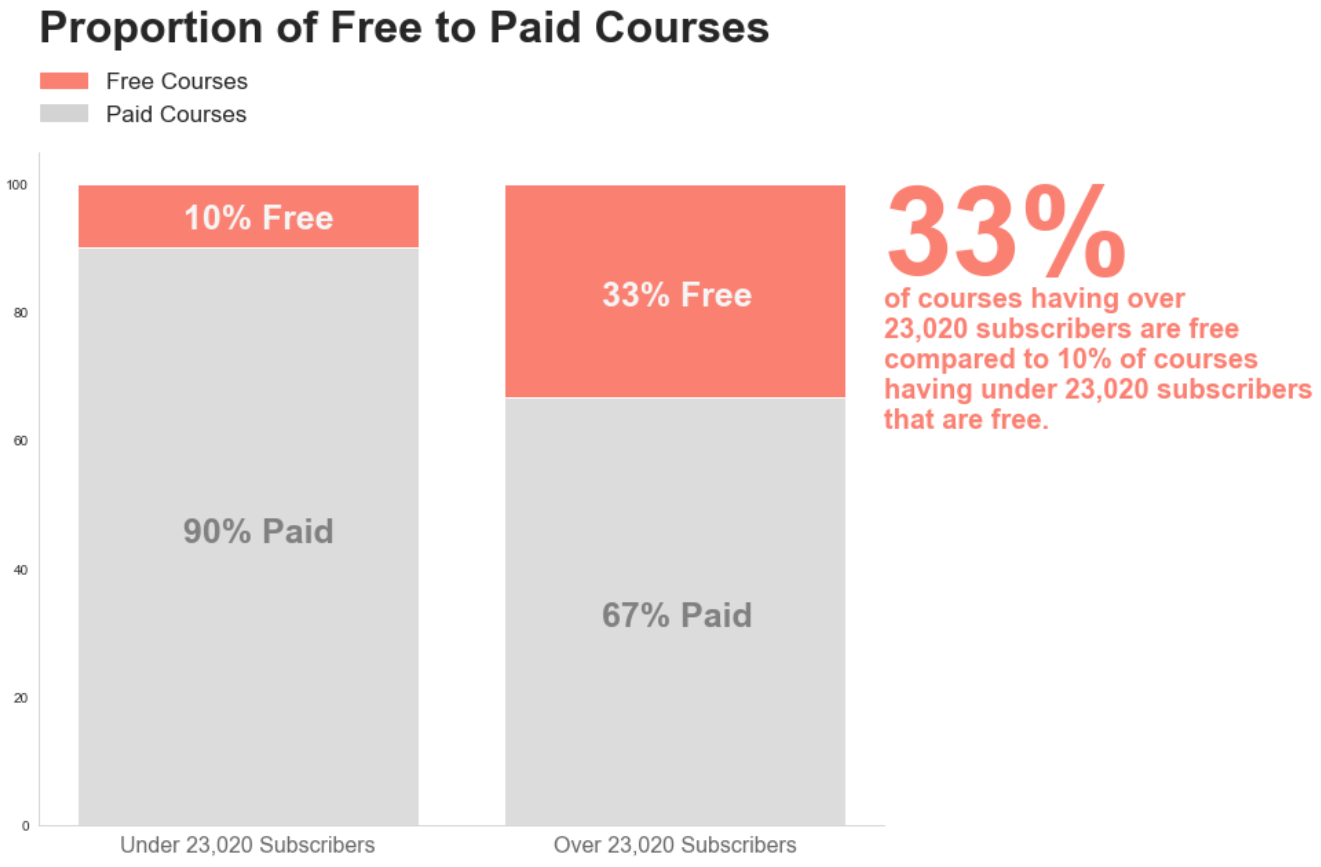 Proportion of Free to Paid Courses
Free Courses
Paid Courses
100
80
60
40
20
0
10% Free
90% Paid
33% Free
67% Paid
Under 23,020 Subscribers
Over 23,020 Subscribers
33%
of courses having over
23,020 subscribers are free
compared to 10% of courses
having under 23,020 subscribers
that are free.